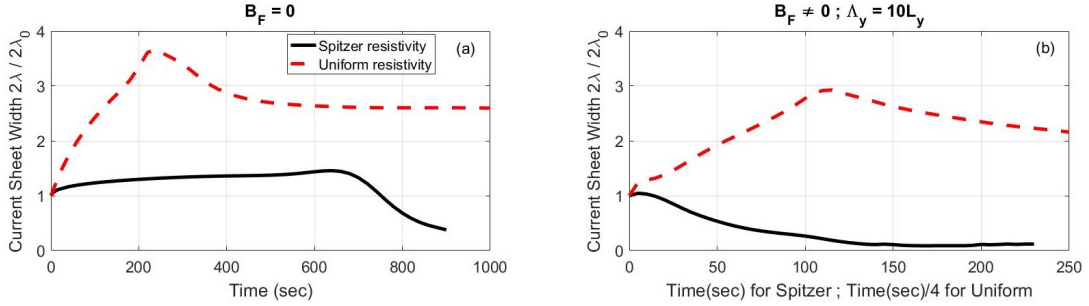 B_F = 0
4
3
2
1
0
Current Sheet Width 2λ / 2λ_0
Spitzer resistivity
Uniform resistivity
(a)
0 200 400 600 800 1000
Time (sec)
B_F ≠ 0 ; Λ_y = 10L_y
4
3
2
1
0
Current Sheet Width 2λ / 2λ_0
(b)
0 50 100 150 200 250
Time(sec) for Spitzer ; Time(sec)/4 for Uniform